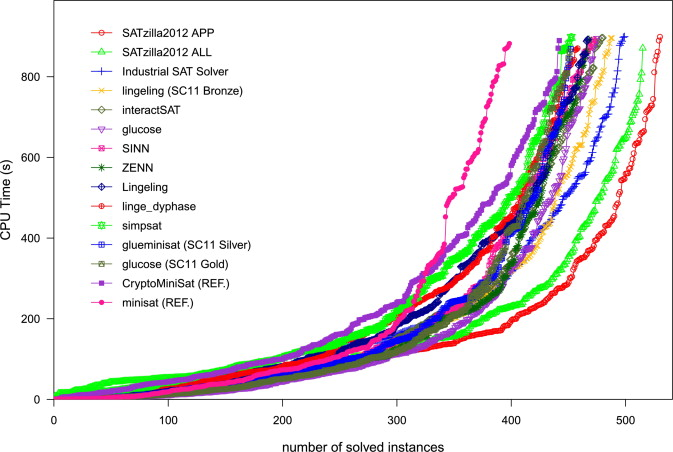 SATzilla2012 APP
SATzilla2012 ALL
Industrial SAT Solver
lingeling (SC11 Bronze)
interactSAT
glucose
SINN
ZENN
Lingeling
linge_dyphase
simpsat
glueminisat (SC11 Silver)
glucose (SC11 Gold)
CryptoMiniSat (REF.)
minisat (REF.)
CPU Time (s)
800
600
400
200
0
0 100 200 300 400 500
number of solved instances